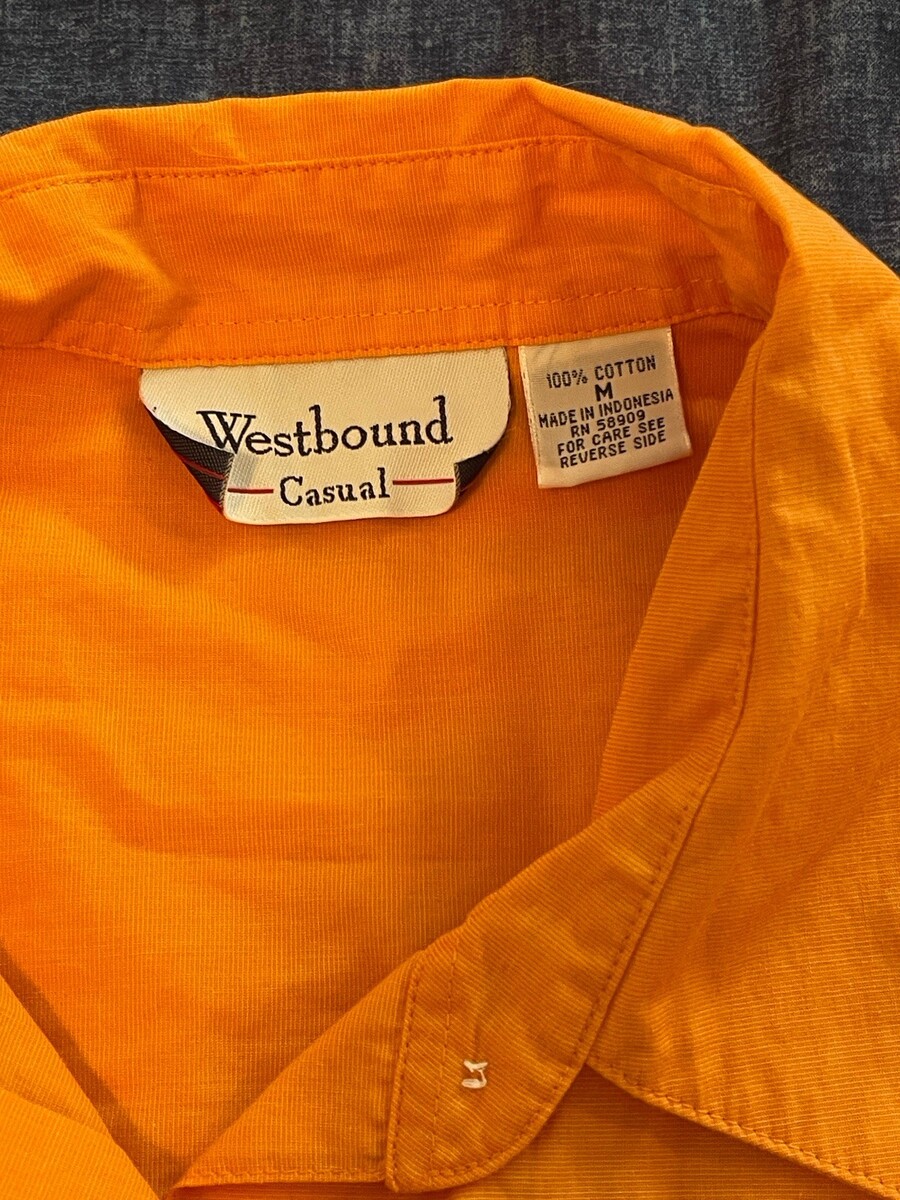 Westbound
Casual
100% COTTON
M
MADE IN INDONESIA
RN 58909
FOR CARE SEE
REVERSE SIDE